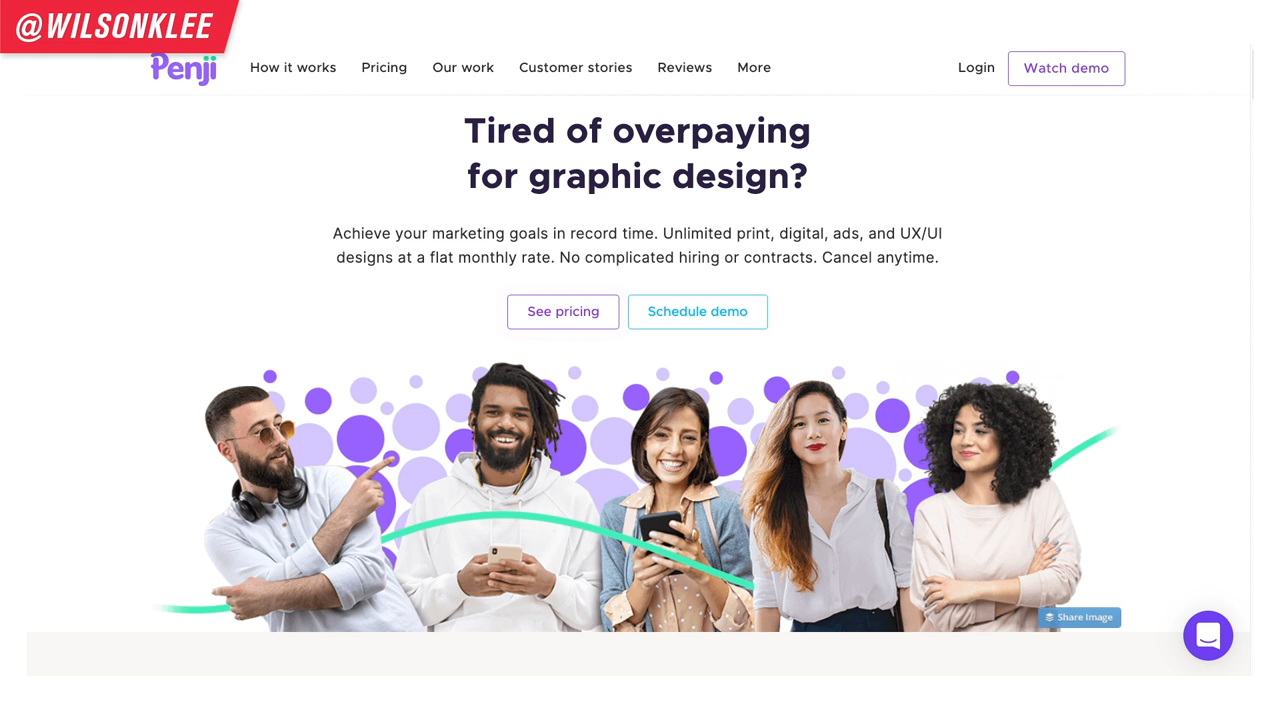 @WILSONKLEE
Penji
How it works
Pricing
Our work
Customer stories
Reviews
More
Login
Watch demo
Tired of overpaying
for graphic design?
Achieve your marketing goals in record time. Unlimited print, digital, ads, and UX/UI
designs at a flat monthly rate. No complicated hiring or contracts. Cancel anytime.
See pricing
Schedule demo
Share Image